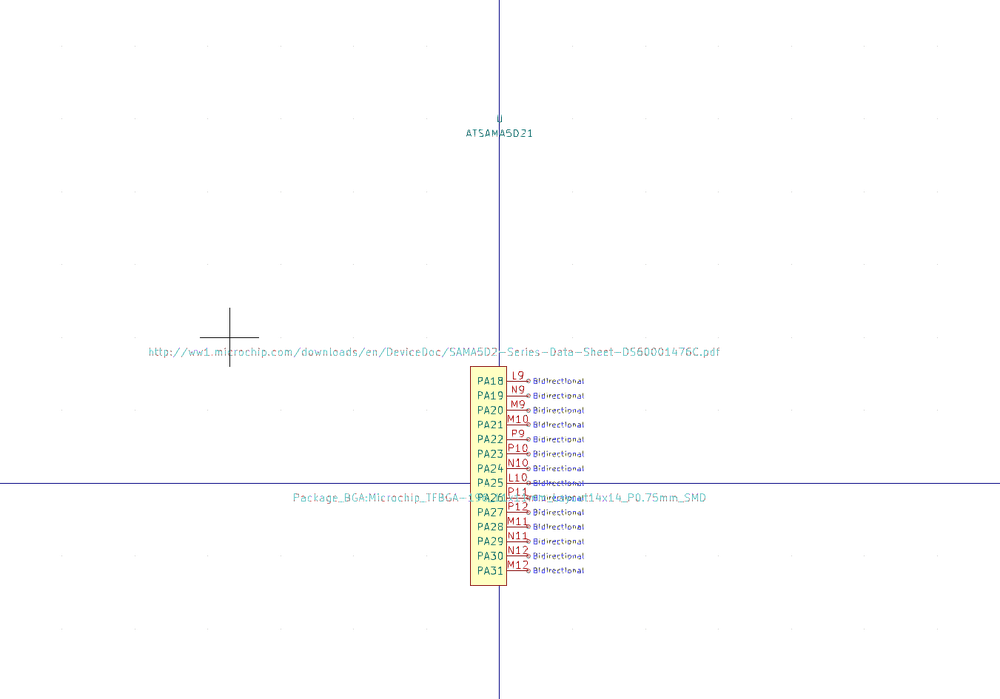 U
ATSAMA5D21
http://ww1.microchip.com/downloads/en/DeviceDoc/SAMA5D2-Series-Data-Sheet-DS60001476C.pdf
PA18 L9 Bidirectional
PA19 N9 Bidirectional
PA20 M9 Bidirectional
PA21 M10 Bidirectional
PA22 P9 Bidirectional
PA23 P10 Bidirectional
PA24 N10 Bidirectional
PA25 L10 Bidirectional
PA26 P11 Bidirectional
Package_BGA:Microchip_TFBGA- Layout14x14_P0.75mm_SMD
PA27 P12 Bidirectional
PA28 M11 Bidirectional
PA29 N11 Bidirectional
PA30 N12 Bidirectional
PA31 M12 Bidirectional